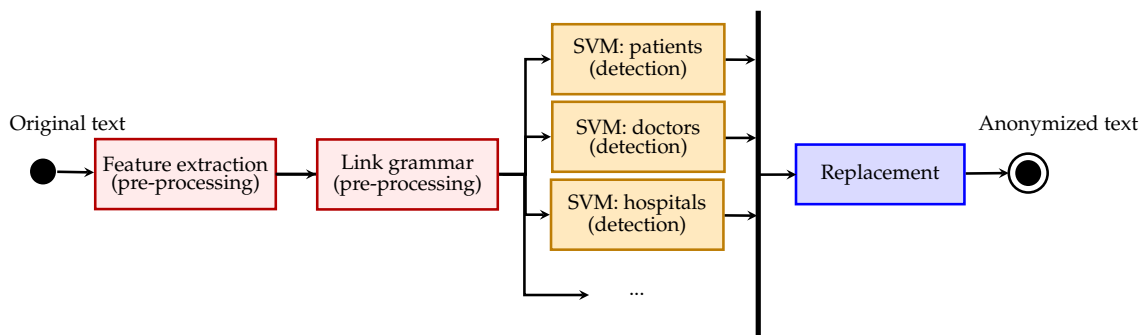 Original text
Feature extraction
(pre-processing)
Link grammar
(pre-processing)
SVM: patients
(detection)
SVM: doctors
(detection)
SVM: hospitals
(detection)
...
Replacement
Anonymized text